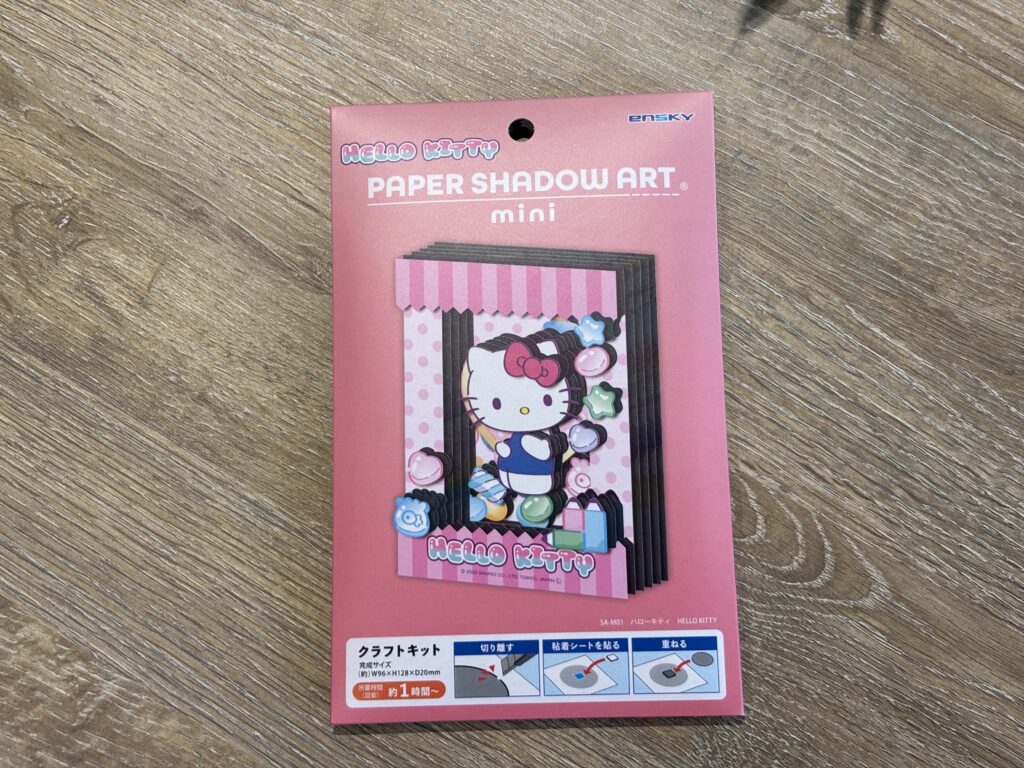 ensky
HELLO KITTY
PAPER SHADOW ART®
mini
HELLO KITTY
© 2023 SANRIO CO., LTD. TOKYO, JAPAN Ⓛ
SA-M01 ハローキティ HELLO KITTY
クラフトキット
完成サイズ
(約)W96×H128×D20mm
所要時間
(目安)
約1時間~
切り離す
粘着シートを貼る
重ねる